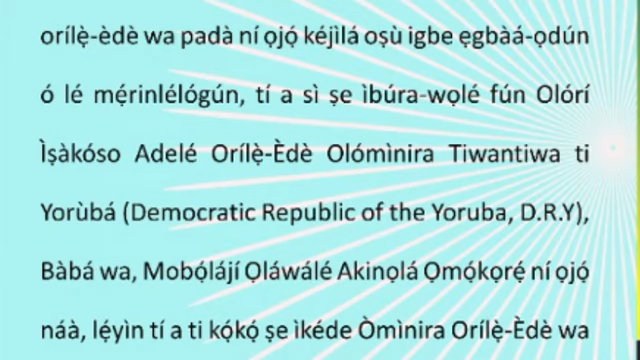 orílẹ̀-èdè wa padà ní ọjọ́ kéjìlá oṣù igbe ẹgbàá-ọdún
ó lé mẹ́rinlélógún, tí a sì ṣe ìbúra-wọlé fún Olórí
Ìṣàkóso Adelé Orílẹ̀-Èdè Olómìnira Tiwantiwa ti
Yorùbá (Democratic Republic of the Yoruba, D.R.Y),
Bàbá wa, Mobọ́lájí Ọláwálé Akinọlá Ọmọ́kọrẹ́ ní ọjọ́
náà, lẹ́yìn tí a ti kọ́kọ́ ṣe ìkéde Òmìnira Orílẹ̀-Èdè wa